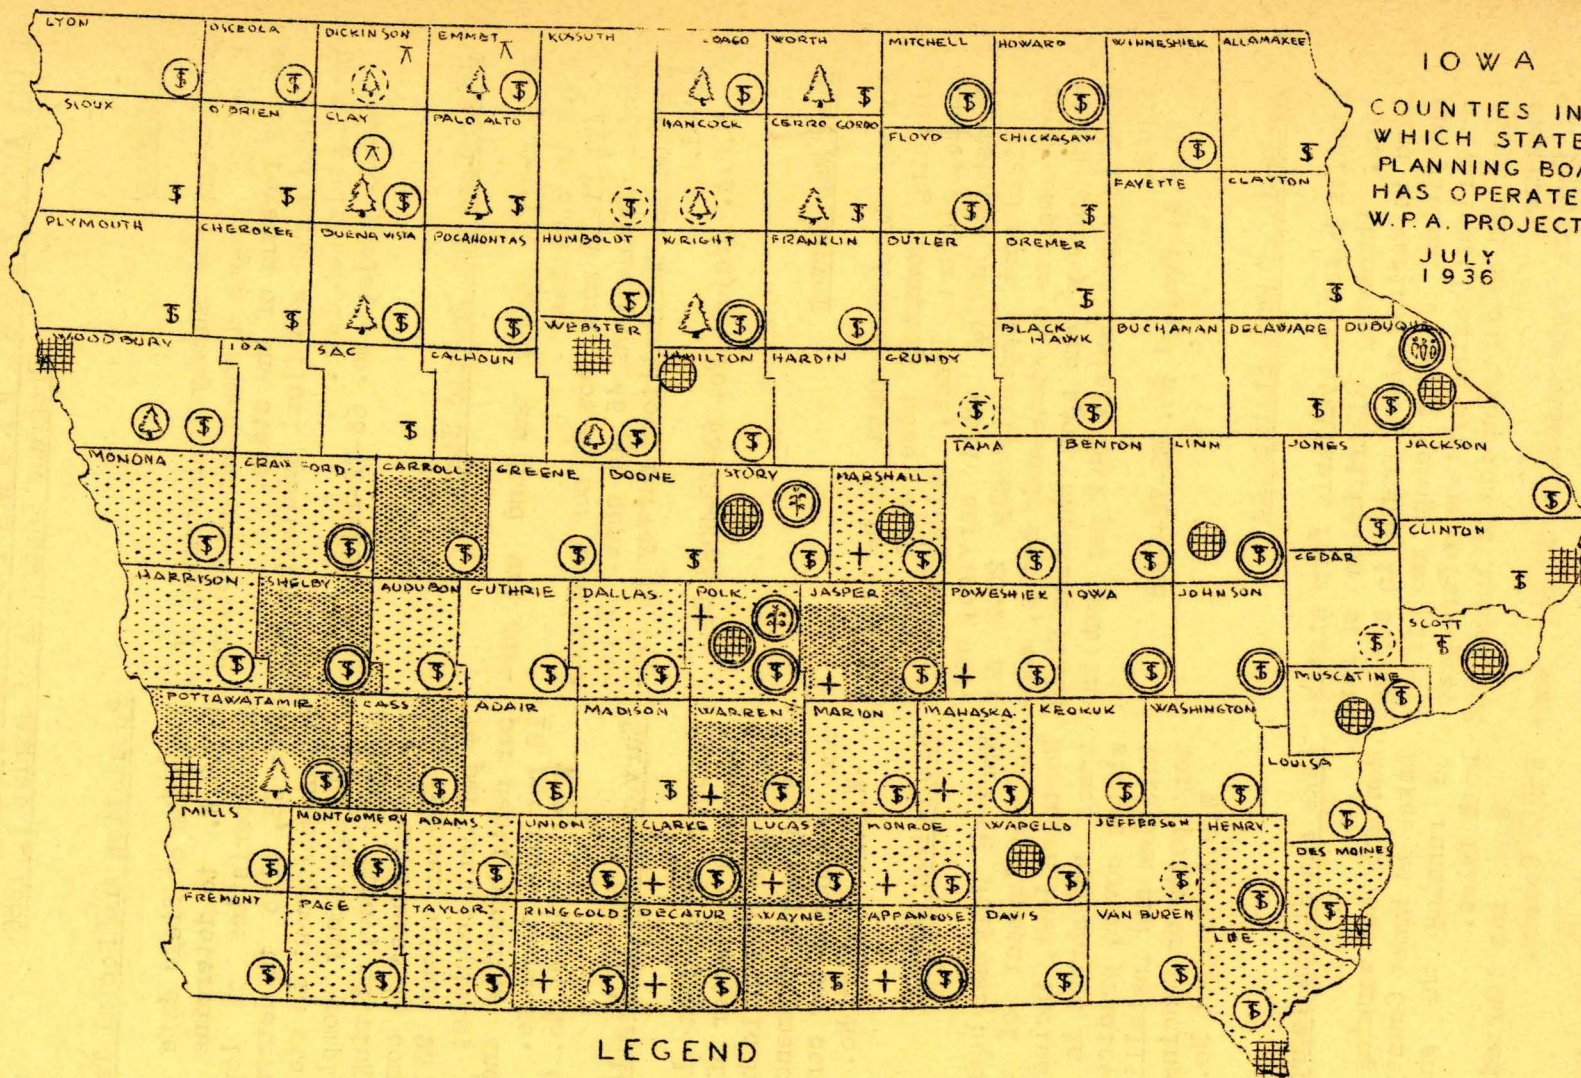 IOWA
COUNTIES IN
WHICH STATE
PLANNING BOA
HAS OPERATE
W.P.A. PROJECT
JULY
1936
LYON
OSCEOLA
DICKINSON
EMMET
KOSSUTH
BAGO
WORTH
MITCHELL
HOWARD
WINNESHIEK
ALLAMAKEE
SIOUX
O'BRIEN
CLAY
PALO ALTO
HANCOCK
CERRO GORDO
FLOYD
CHICKASAW
FAYETTE
CLAYTON
PLYMOUTH
CHEROKEE
BUENA VISTA
POCAHONTAS
HUMBOLDT
WRIGHT
FRANKLIN
BUTLER
BREMER
WOODBURY
IDA
SAC
CALHOUN
WEBSTER
HAMILTON
HARDIN
GRUNDY
BLACK
HAWK
BUCHANAN
DELAWARE
DUBUQUE
MONONA
CRAW FORD
CARROLL
GREENE
BOONE
STORY
MARSHALL
TAMA
BENTON
LINN
JONES
JACKSON
CLINTON
CEDAR
HARRISON
SHELBY
AUDUBON
GUTHRIE
DALLAS
POLK
JASPER
POWESHIEK
IOWA
JOHNSON
SCOTT
MUSCATINE
POTTAWATAMIE
CASS
ADAIR
MADISON
WARREN
MARION
MAHASKA
KEOKUK
WASHINGTON
LOUISA
MILLS
MONTGOMERY
ADAMS
UNION
CLARKE
LUCAS
MONROE
WAPELLO
JEFFERSON
HENRY
DES MOINES
FREMONT
PAGE
TAYLOR
RINGGOLD
DECATUR
WAYNE
APPANOOSE
DAVIS
VAN BUREN
LEE
LEGEND